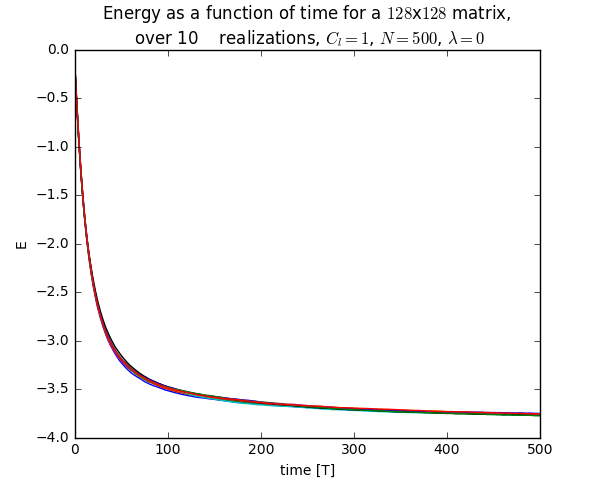 Energy as a function of time for a 128x128 matrix,
over 10 realizations, C_l = 1, N = 500, λ = 0
0.0
−0.5
−1.0
−1.5
−2.0
−2.5
−3.0
−3.5
−4.0
E
0 100 200 300 400 500
time [T]